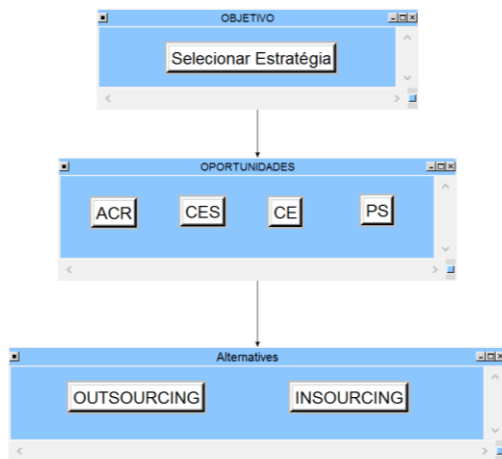 OBJETIVO
Selecionar Estratégia
OPORTUNIDADES
ACR CES CE PS
Alternatives
OUTSOURCING INSOURCING